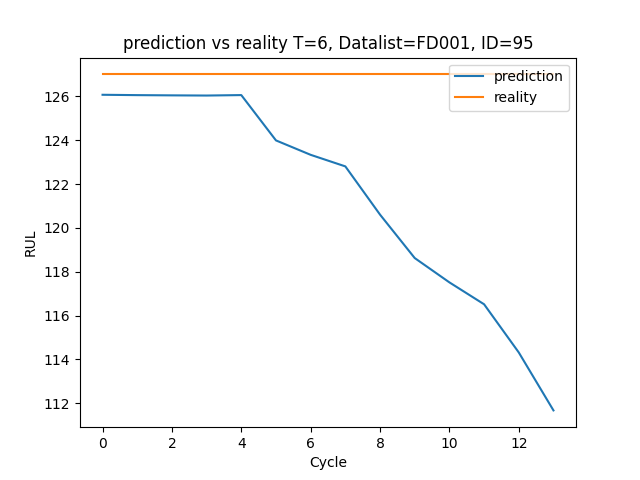 prediction vs reality T=6, Datalist=FD001, ID=95
prediction
reality
126
124
122
120
118
116
114
112
RUL
0 2 4 6 8 10 12
Cycle